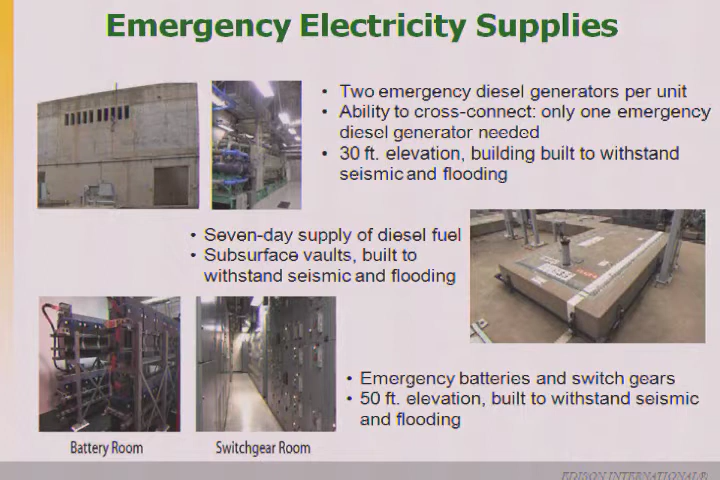 Emergency Electricity Supplies
• Two emergency diesel generators per unit
• Ability to cross-connect: only one emergency
diesel generator needed
• 30 ft. elevation, building built to withstand
seismic and flooding
• Seven-day supply of diesel fuel
• Subsurface vaults, built to
withstand seismic and flooding
• Emergency batteries and switch gears
• 50 ft. elevation, built to withstand seismic
and flooding
Battery Room
Switchgear Room
EDISON INTERNATIONAL®